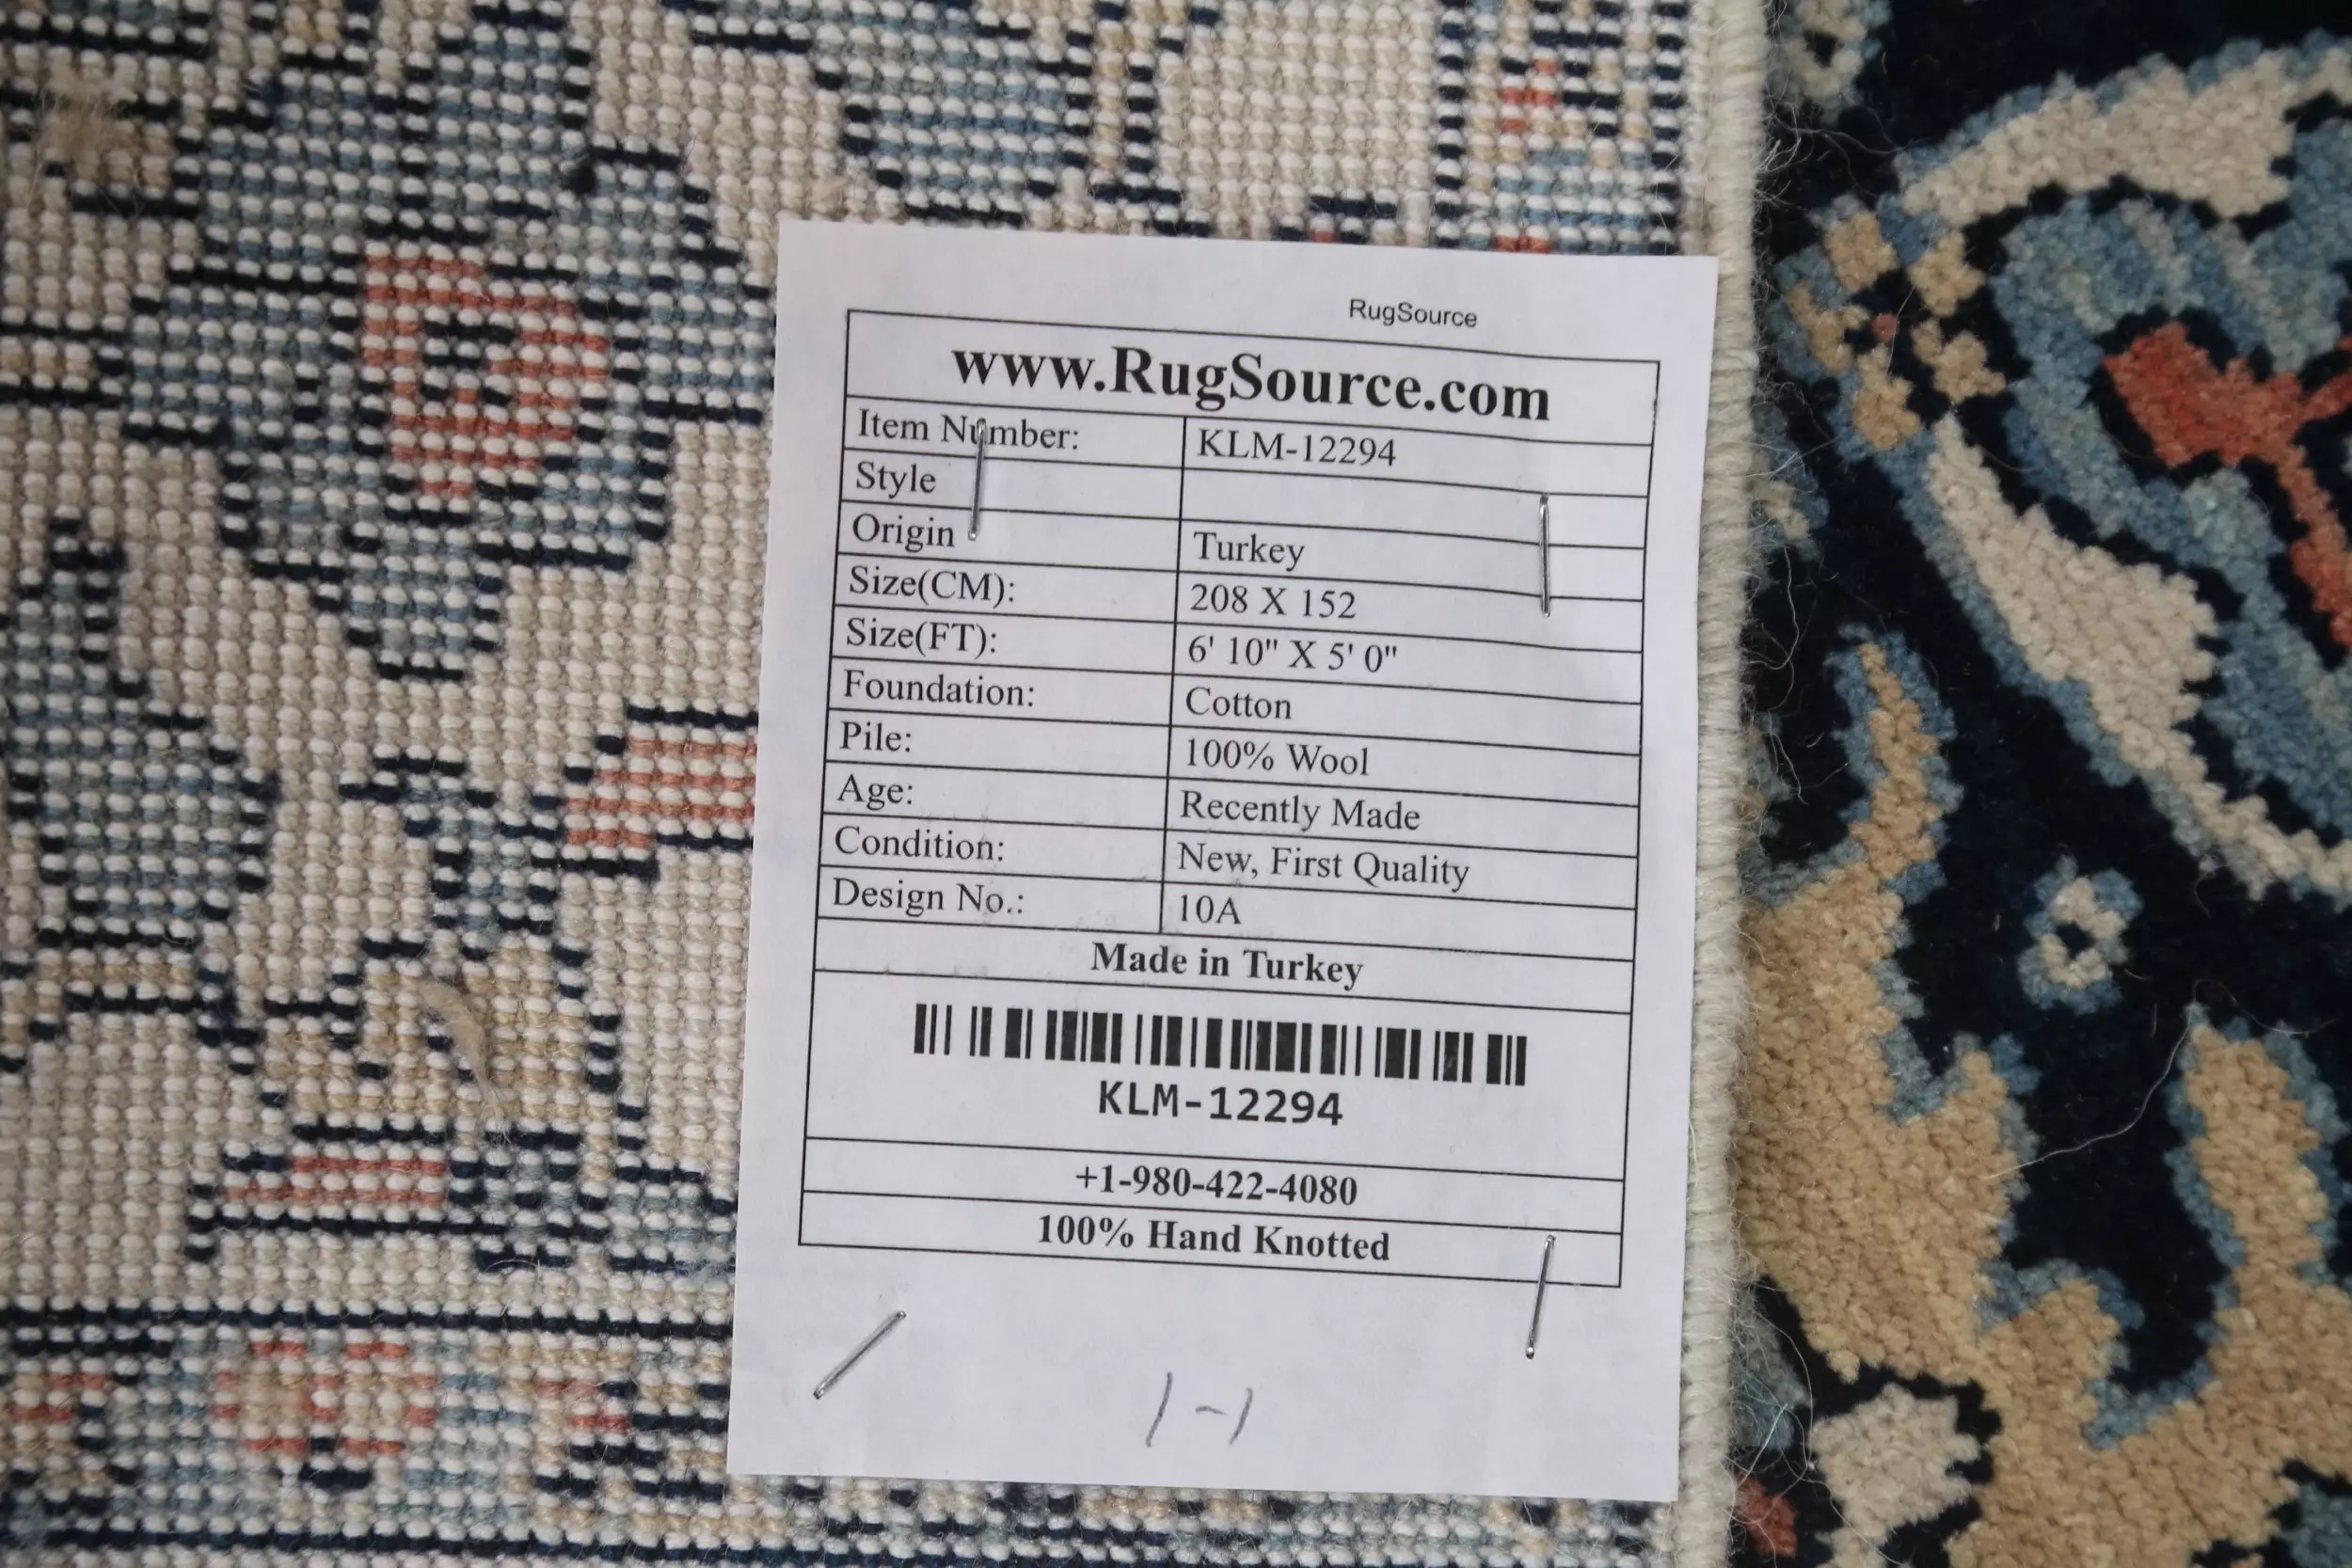 RugSource
www.RugSource.com
Item Number: KLM-12294
Style
Origin Turkey
Size(CM): 208 X 152
Size(FT): 6' 10" X 5' 0"
Foundation: Cotton
Pile: 100% Wool
Age: Recently Made
Condition: New, First Quality
Design No.: 10A
Made in Turkey
KLM-12294
+1-980-422-4080
100% Hand Knotted
1-1